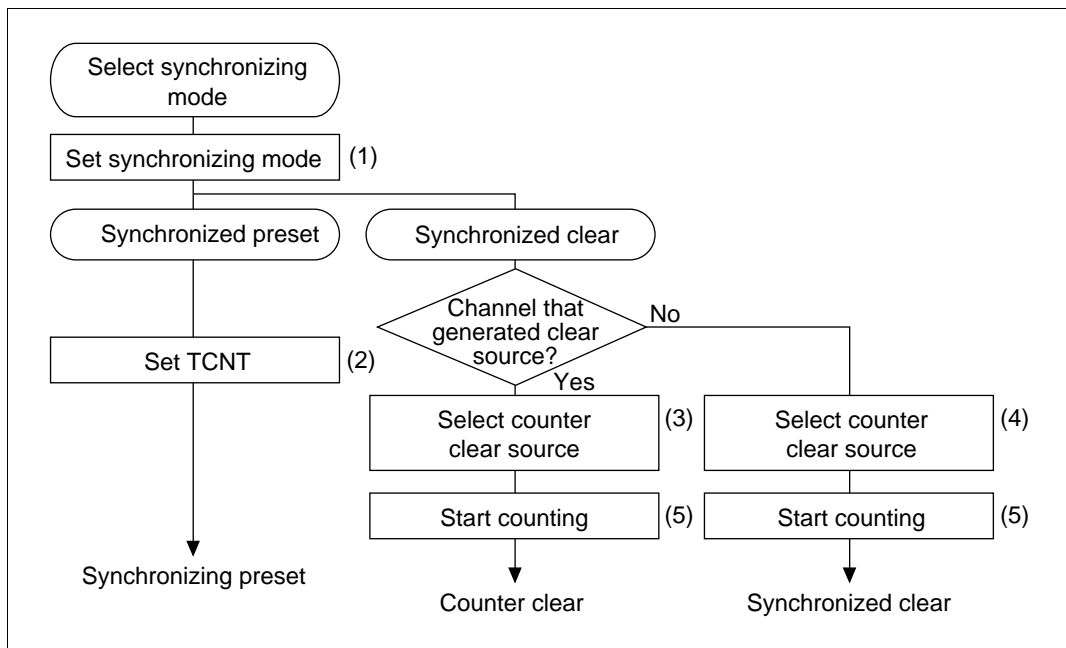 Select synchronizing
mode
Set synchronizing mode
(1)
Synchronized preset
Synchronized clear
Channel that
generated clear
source?
No
Yes
Set TCNT
(2)
Select counter
clear source
(3)
Select counter
clear source
(4)
Start counting
(5)
Start counting
(5)
Synchronizing preset
Counter clear
Synchronized clear